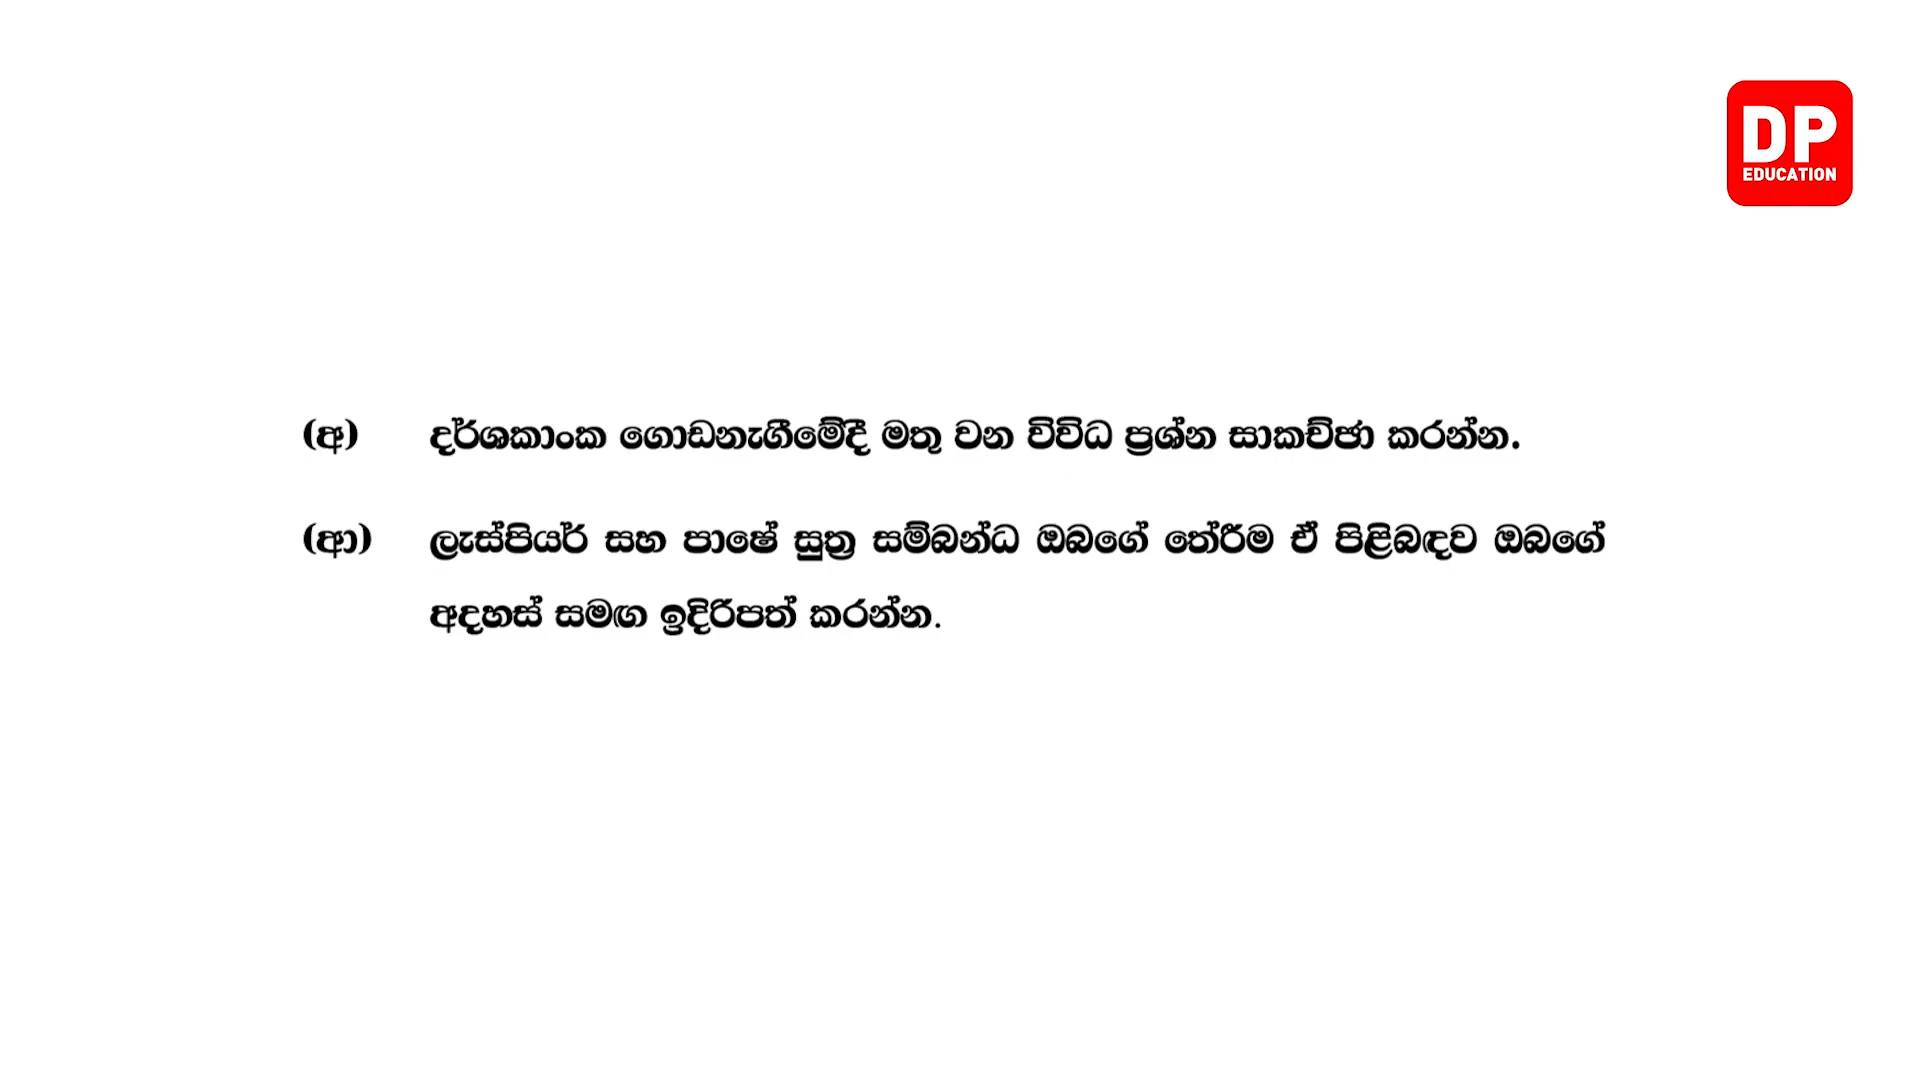 DP
EDUCATION
(අ) දර්ශකාංක ගොඩනැගීමේදී මතු වන විවිධ ප්‍රශ්න සාකච්ඡා කරන්න.
(ආ) ලැස්පියර් සහ පාෂේ සුත්‍ර සම්බන්ධ ඔබගේ තේරීම ඒ පිළිබඳව ඔබගේ
අදහස් සමඟ ඉදිරිපත් කරන්න.